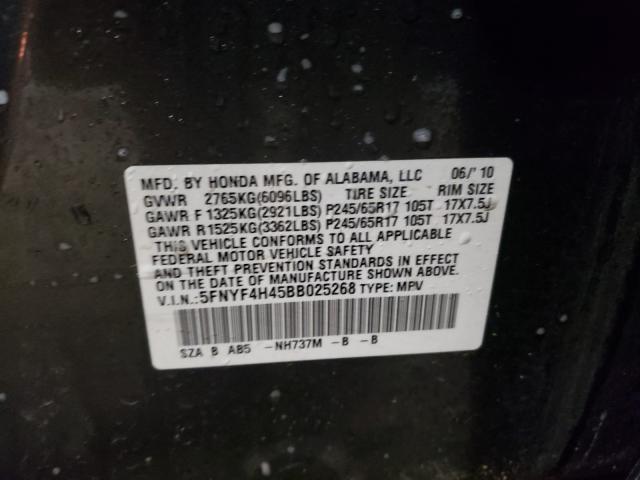 MFD. BY HONDA MFG. OF ALABAMA, LLC 06/'10
GVWR 2765KG(6096LBS) TIRE SIZE RIM SIZE
GAWR F 1325KG(2921LBS) P245/65R17 105T 17X7.5J
GAWR R1525KG(3362LBS) P245/65R17 105T 17X7.5J
THIS VEHICLE CONFORMS TO ALL APPLICABLE
FEDERAL MOTOR VEHICLE SAFETY
AND THEFT PREVENTION STANDARDS IN EFFECT
ON THE DATE OF MANUFACTURE SHOWN ABOVE.
V.I.N.:5FNYF4H45BB025268 TYPE: MPV
SZA B AB5 -NH737M -B -B